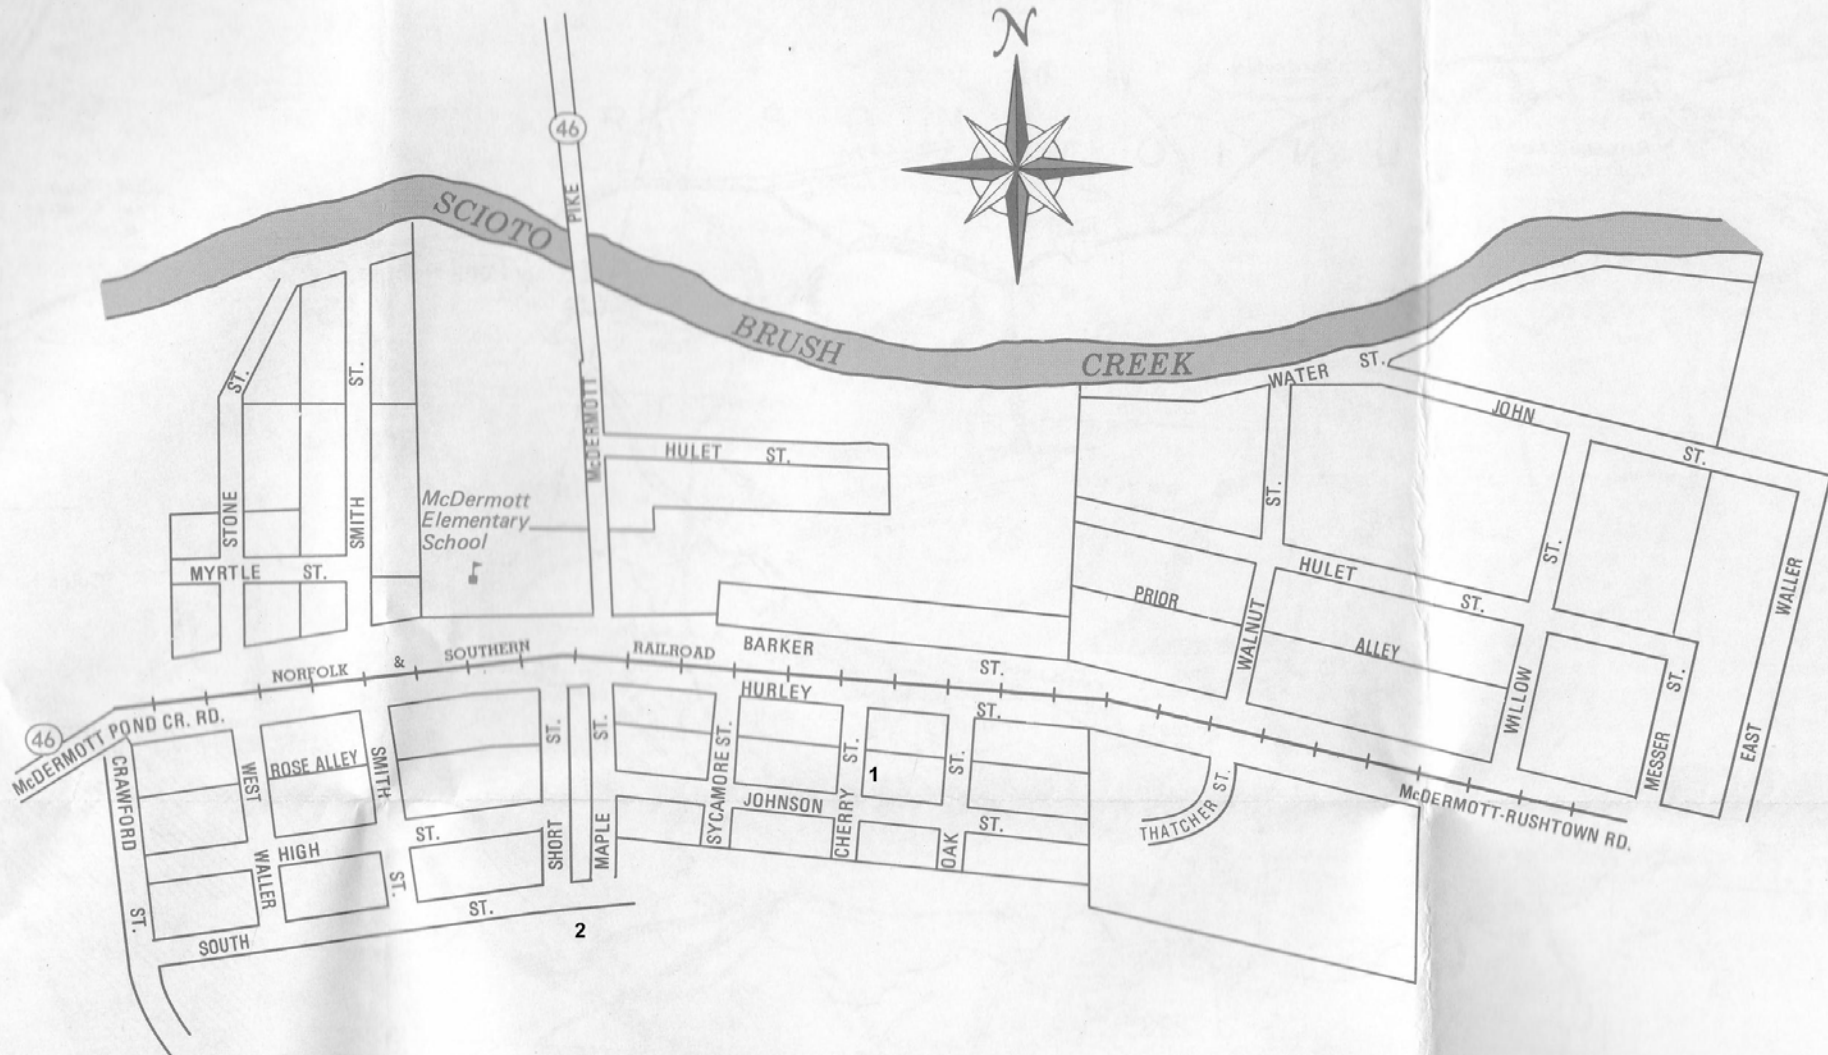 N
46
PIKE
McDERMOTT
SCIOTO
BRUSH
CREEK
WATER ST.
JOHN ST.
STONE ST.
SMITH ST.
HULET ST.
McDermott
Elementary
School
MYRTLE ST.
WALNUT ST.
HULET ST.
PRIOR ALLEY
WILLOW ST.
MESSER ST.
EAST WALLER
NORFOLK & SOUTHERN RAILROAD
BARKER ST.
HURLEY ST.
46
McDERMOTT POND CR. RD.
CRAWFORD ST.
WEST WALLER
ROSE ALLEY
SMITH ST.
HIGH ST.
SHORT ST.
MAPLE ST.
SYCAMORE ST.
JOHNSON ST.
CHERRY ST.
1
OAK ST.
THATCHER ST.
McDERMOTT-RUSHTOWN RD.
SOUTH ST.
2